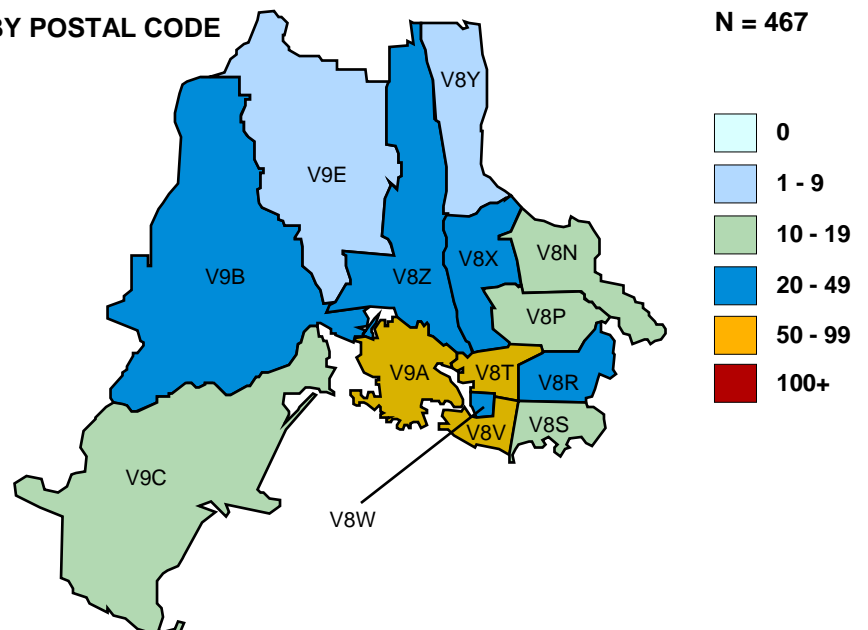 BY POSTAL CODE
N = 467
0
1 - 9
10 - 19
20 - 49
50 - 99
100+
V8Y
V9E
V8N
V8X
V9B
V8Z
V8P
V9A
V8T
V8R
V8V
V8S
V9C
V8W